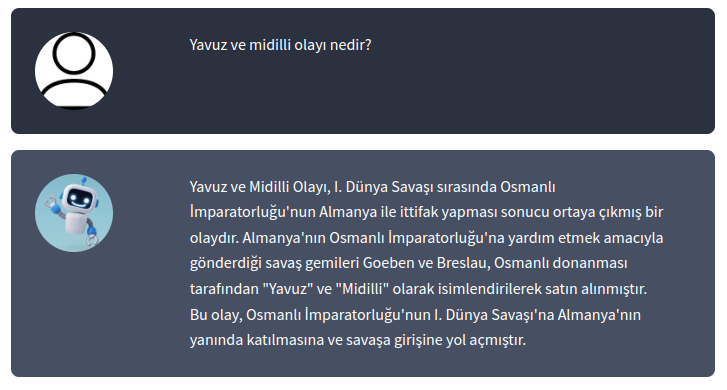 Yavuz ve midilli olayı nedir?
Yavuz ve Midilli Olayı, I. Dünya Savaşı sırasında Osmanlı
İmparatorluğu'nun Almanya ile ittifak yapması sonucu ortaya çıkmış bir
olaydır. Almanya'nın Osmanlı İmparatorluğu'na yardım etmek amacıyla
gönderdiği savaş gemileri Goeben ve Breslau, Osmanlı donanması
tarafından "Yavuz" ve "Midilli" olarak isimlendirilerek satın alınmıştır.
Bu olay, Osmanlı İmparatorluğu'nun I. Dünya Savaşı'na Almanya'nın
yanında katılmasına ve savaşa girişine yol açmıştır.